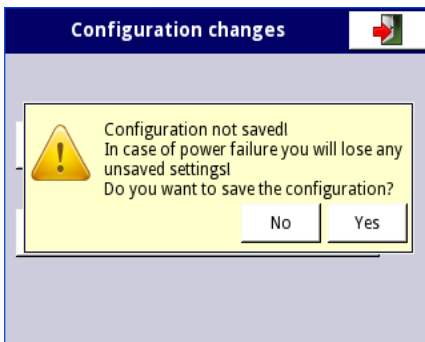 Configuration changes
Configuration not saved!
In case of power failure you will lose any
unsaved settings!
Do you want to save the configuration?
No
Yes